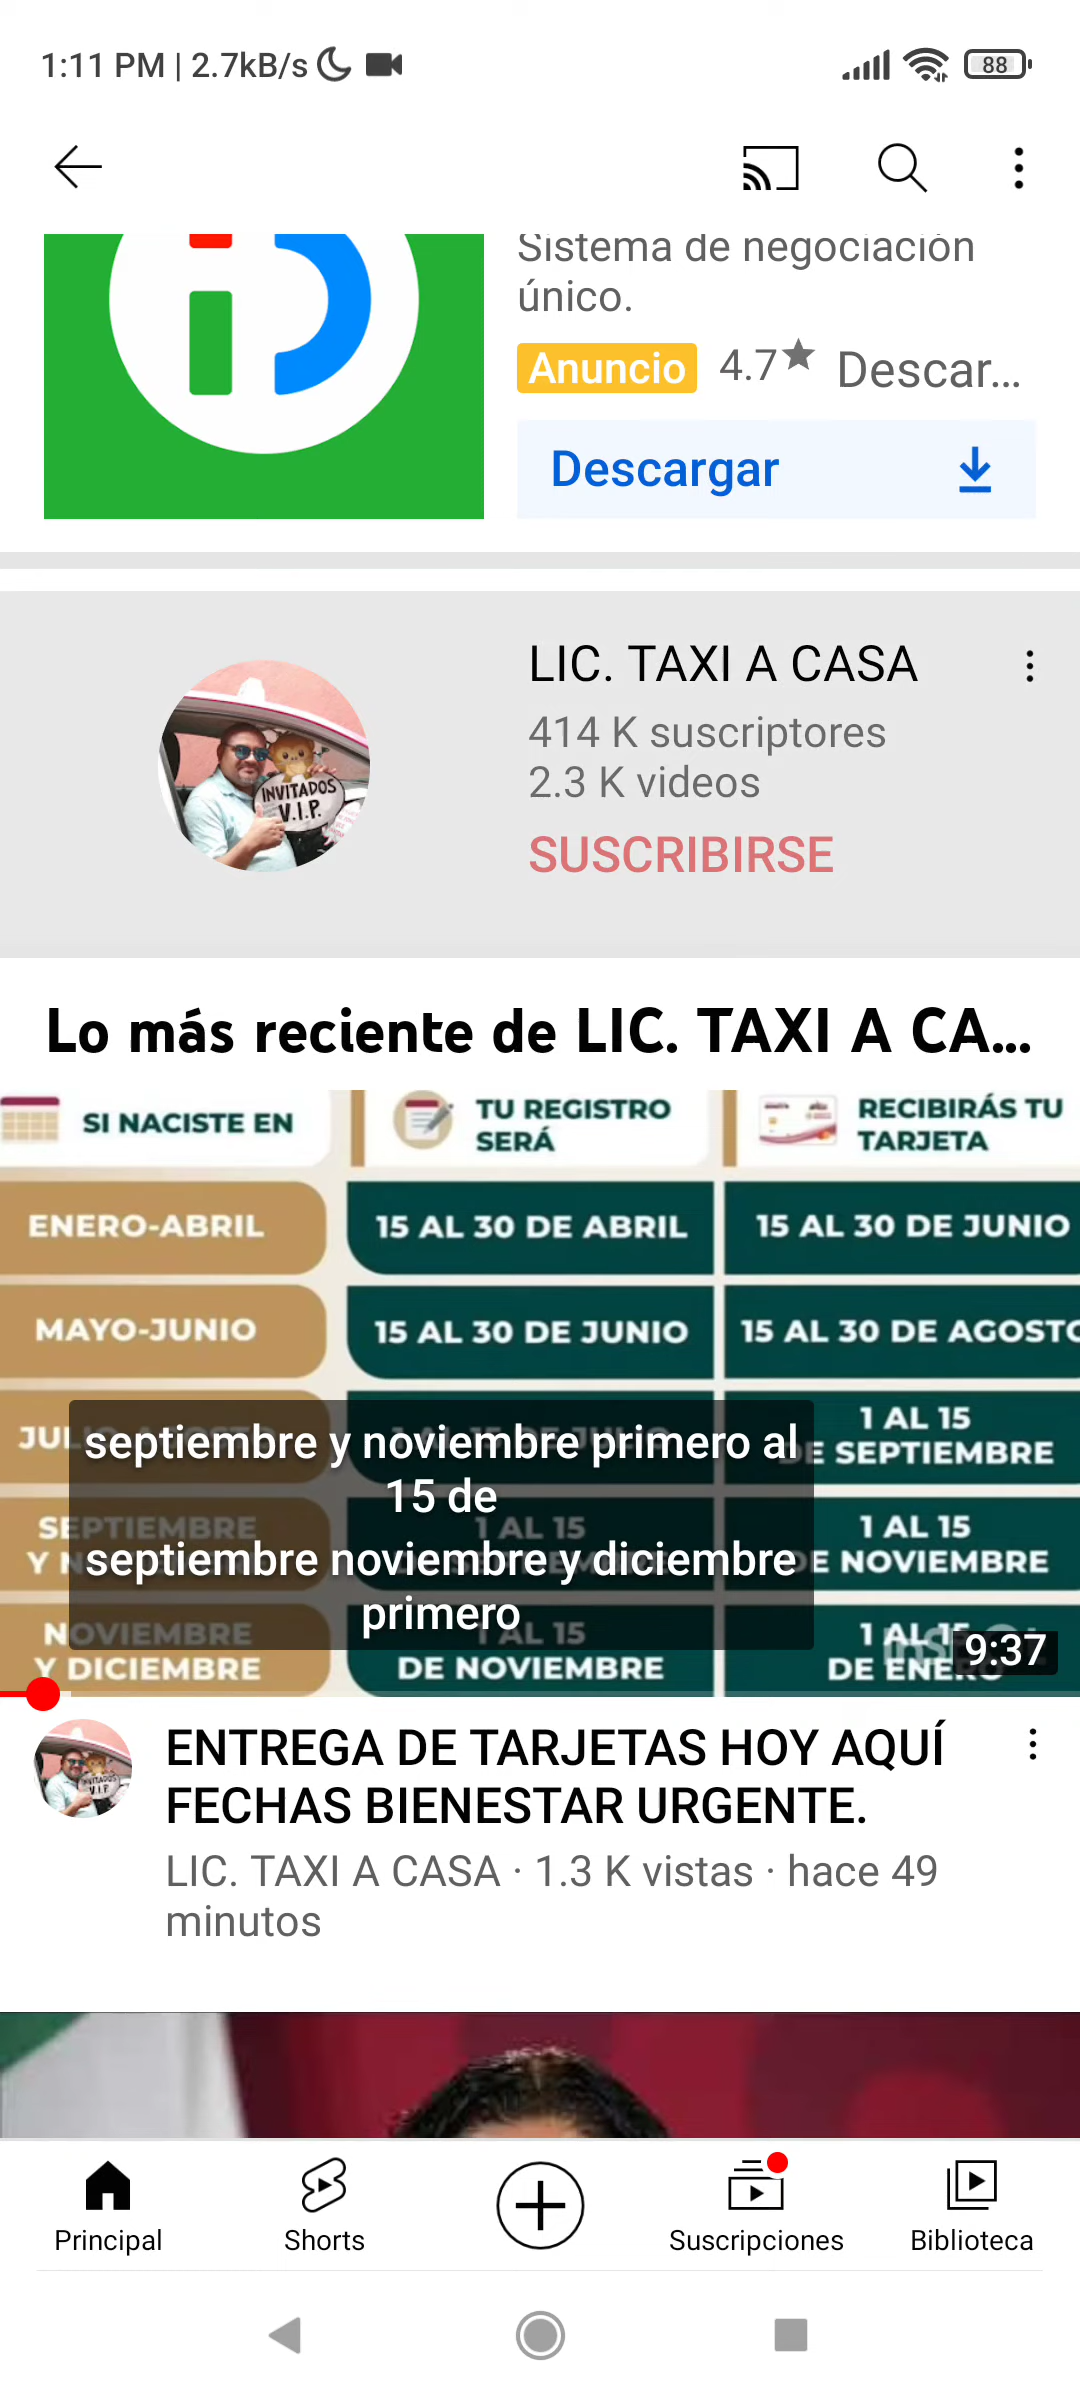 1:11 PM | 2.7kB/s
88
Sistema de negociación
único.
Anuncio 4.7★ Descar...
Descargar
LIC. TAXI A CASA
414 K suscriptores
2.3 K videos
SUSCRIBIRSE
INVITADOS
V.I.P.
Lo más reciente de LIC. TAXI A CA...
SI NACISTE EN
TU REGISTRO
SERÁ
RECIBIRÁS TU
TARJETA
ENERO-ABRIL
15 AL 30 DE ABRIL
15 AL 30 DE JUNIO
MAYO-JUNIO
15 AL 30 DE JUNIO
15 AL 30 DE AGOSTO
1 AL 15
DE SEPTIEMBRE
septiembre y noviembre primero al
15 de
septiembre noviembre y diciembre
primero
SEPTIEMBRE
1 AL 15
1 AL 15
DE NOVIEMBRE
NOVIEMBRE
Y DICIEMBRE
1 AL 15
DE NOVIEMBRE
1 AL 15
DE ENERO
9:37
ENTREGA DE TARJETAS HOY AQUÍ
FECHAS BIENESTAR URGENTE.
LIC. TAXI A CASA · 1.3 K vistas · hace 49
minutos
INVITADOS
V.I.P.
Principal
Shorts
Suscripciones
Biblioteca